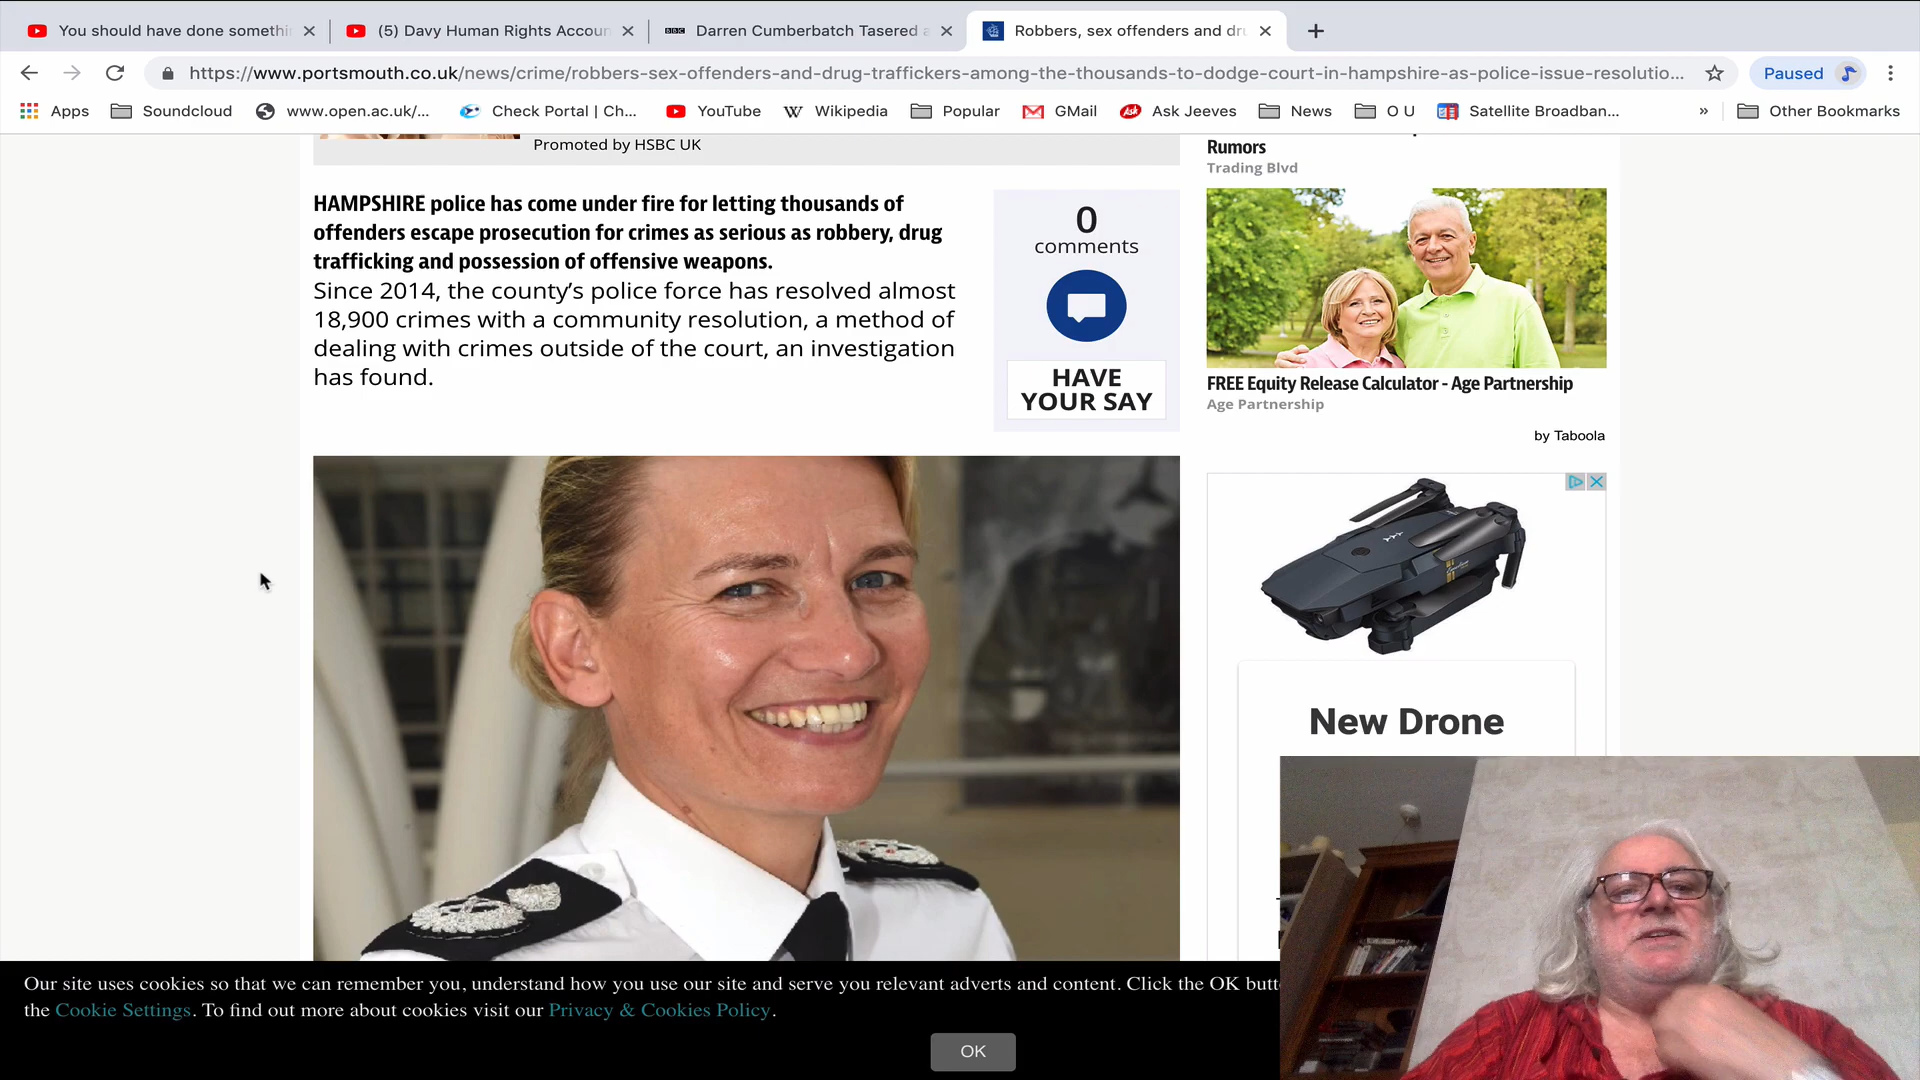 You should have done somethi
(5) Davy Human Rights Accoun
BBC
Darren Cumberbatch Tasered a
Robbers, sex offenders and dru
https://www.portsmouth.co.uk/news/crime/robbers-sex-offenders-and-drug-traffickers-among-the-thousands-to-dodge-court-in-hampshire-as-police-issue-resolutio...
Paused
Apps
Soundcloud
www.open.ac.uk/...
Check Portal | Ch...
YouTube
Wikipedia
Popular
GMail
Ask Jeeves
News
O U
Satellite Broadban...
»
Other Bookmarks
Promoted by HSBC UK
HAMPSHIRE police has come under fire for letting thousands of
offenders escape prosecution for crimes as serious as robbery, drug
trafficking and possession of offensive weapons.
Since 2014, the county's police force has resolved almost
18,900 crimes with a community resolution, a method of
dealing with crimes outside of the court, an investigation
has found.
0
comments
HAVE
YOUR SAY
Rumors
Trading Blvd
FREE Equity Release Calculator - Age Partnership
Age Partnership
by Taboola
New Drone
Our site uses cookies so that we can remember you, understand how you use our site and serve you relevant adverts and content. Click the OK butt
the Cookie Settings. To find out more about cookies visit our Privacy & Cookies Policy.
OK